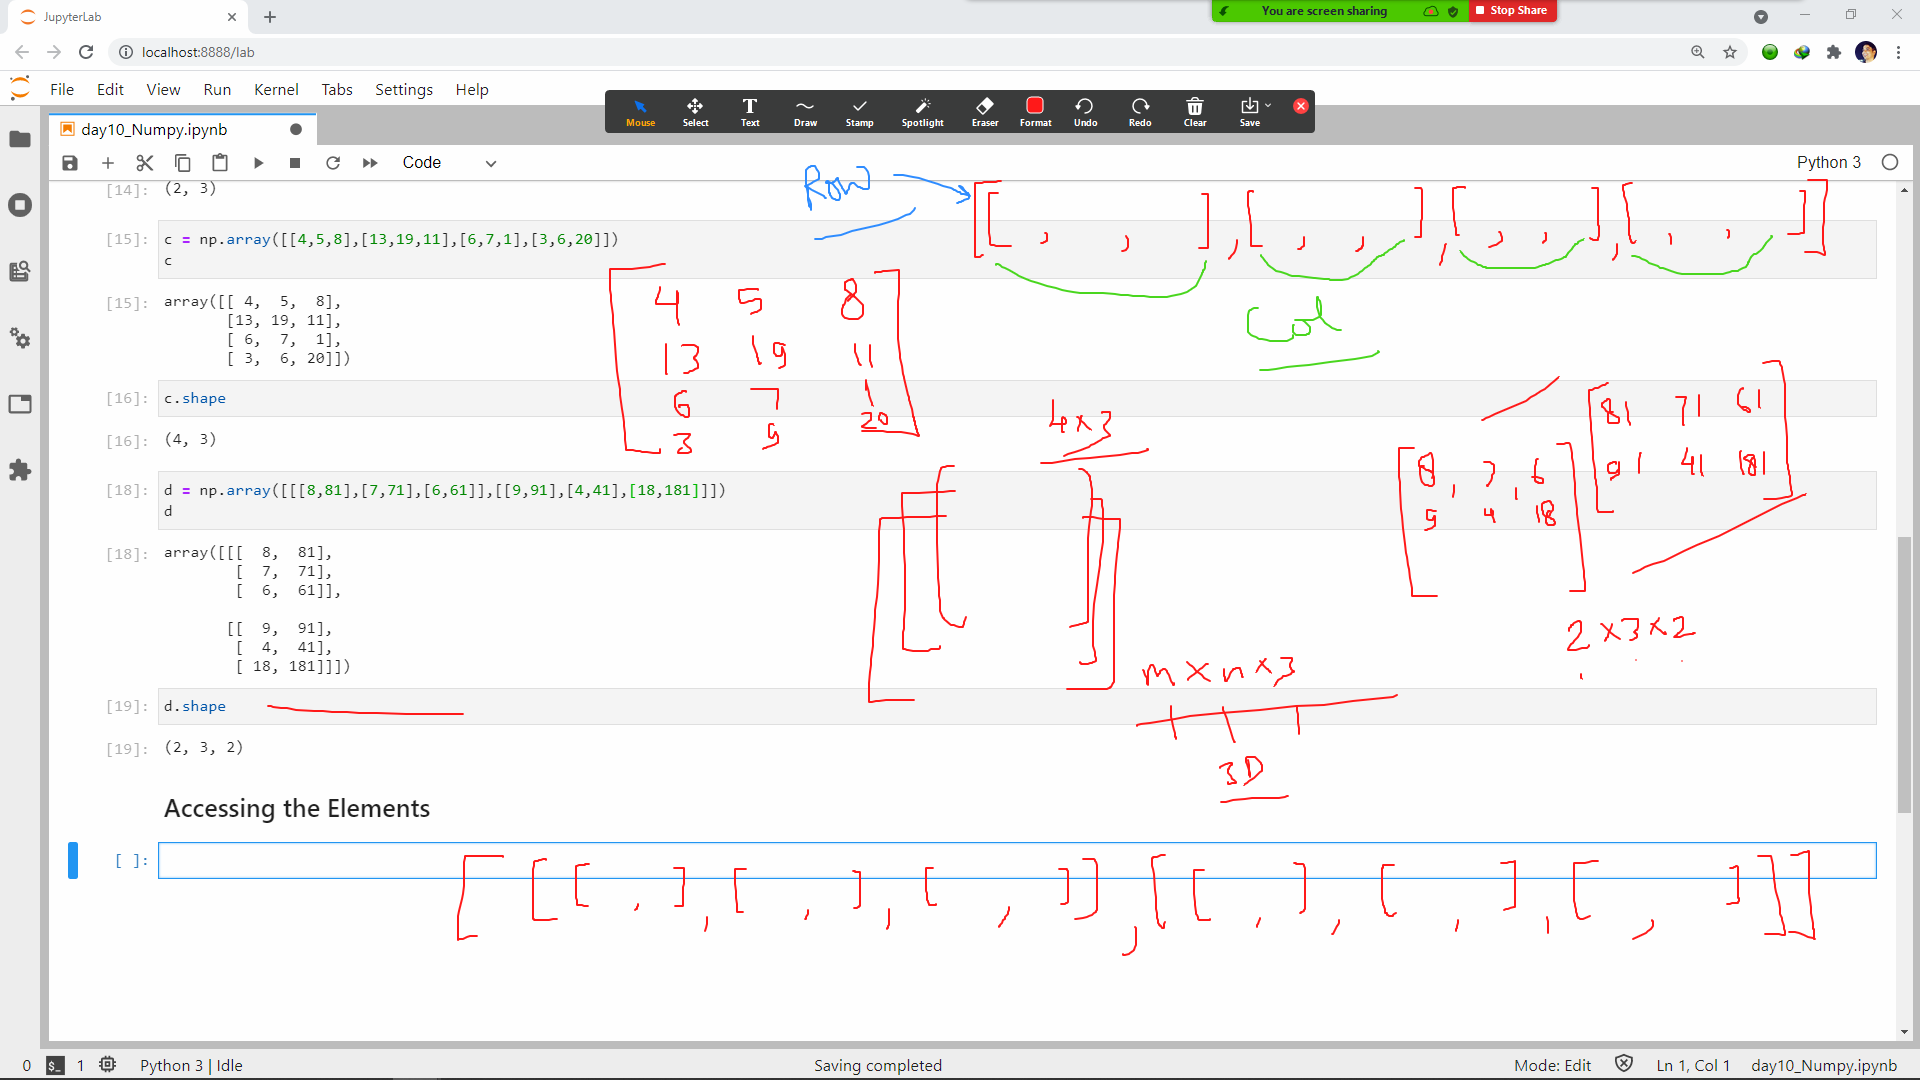 JupyterLab
You are screen sharing
Stop Share
localhost:8888/lab
File Edit View Run Kernel Tabs Settings Help
Mouse Select Text Draw Stamp Spotlight Eraser Format Undo Redo Clear Save
day10_Numpy.ipynb
Code
Python 3
[14]: (2, 3)
Row
[[ , , ],[ , , ],[ , , ],[ , , ]]
[15]: c = np.array([[4,5,8],[13,19,11],[6,7,1],[3,6,20]])
c
Col
[15]: array([[ 4, 5, 8],
[13, 19, 11],
[ 6, 7, 1],
[ 3, 6, 20]])
4 5 8
13 19 11
6 7 1
3 9 20
[16]: c.shape
4x3
[16]: (4, 3)
81 71 61
91 41 181
8, 7, 6
9 4 18
2x3x2
[18]: d = np.array([[[8,81],[7,71],[6,61]],[[9,91],[4,41],[18,181]]])
d
[18]: array([[[ 8, 81],
[ 7, 71],
[ 6, 61]],
[[ 9, 91],
[ 4, 41],
[ 18, 181]]])
m x n x 3
3D
[19]: d.shape
[19]: (2, 3, 2)
Accessing the Elements
[ ]:
[ [[ , ],[ , ],[ , ]],[[ , ],[ , ],[ , ]]]
0 $_ 1 Python 3 | Idle Saving completed Mode: Edit Ln 1, Col 1 day10_Numpy.ipynb